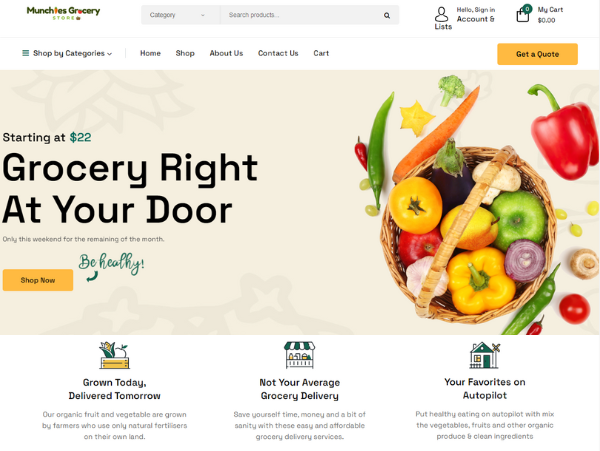 Munchies Grocery
STORE
Category
Search products...
Hello, Sign in
Account &
Lists
0
My Cart
$0.00
Shop by Categories
Home
Shop
About Us
Contact Us
Cart
Get a Quote
Starting at $22
Grocery Right
At Your Door
Only this weekend for the remaining of the month.
Be healhy!
Shop Now
Grown Today,
Delivered Tomorrow
Our organic fruit and vegetable are grown
by farmers who use only natural fertilisers
on their own land.
Not Your Average
Grocery Delivery
Save yourself time, money and a bit of
sanity with these easy and affordable
grocery delivery services.
Your Favorites on
Autopilot
Put healthy eating on autopilot with mix
the vegetables, fruits and other organic
produce & clean ingredients